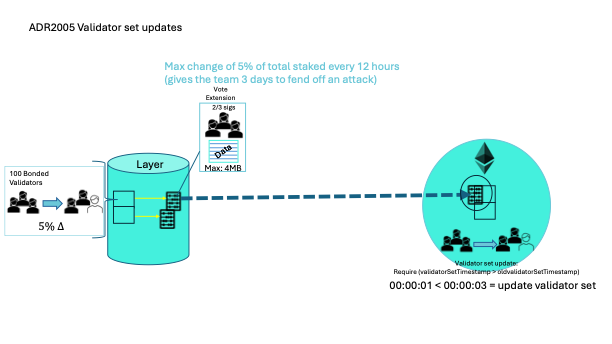 ADR2005 Validator set updates
Max change of 5% of total staked every 12 hours
(gives the team 3 days to fend off an attack)
Vote
Extension
2/3 sigs
Data
Max: 4MB
Layer
100 Bonded
Validators
5% Δ
Validator set update:
Require (validatorSetTimestamp > oldvalidatorSetTimestamp)
00:00:01 < 00:00:03 = update validator set